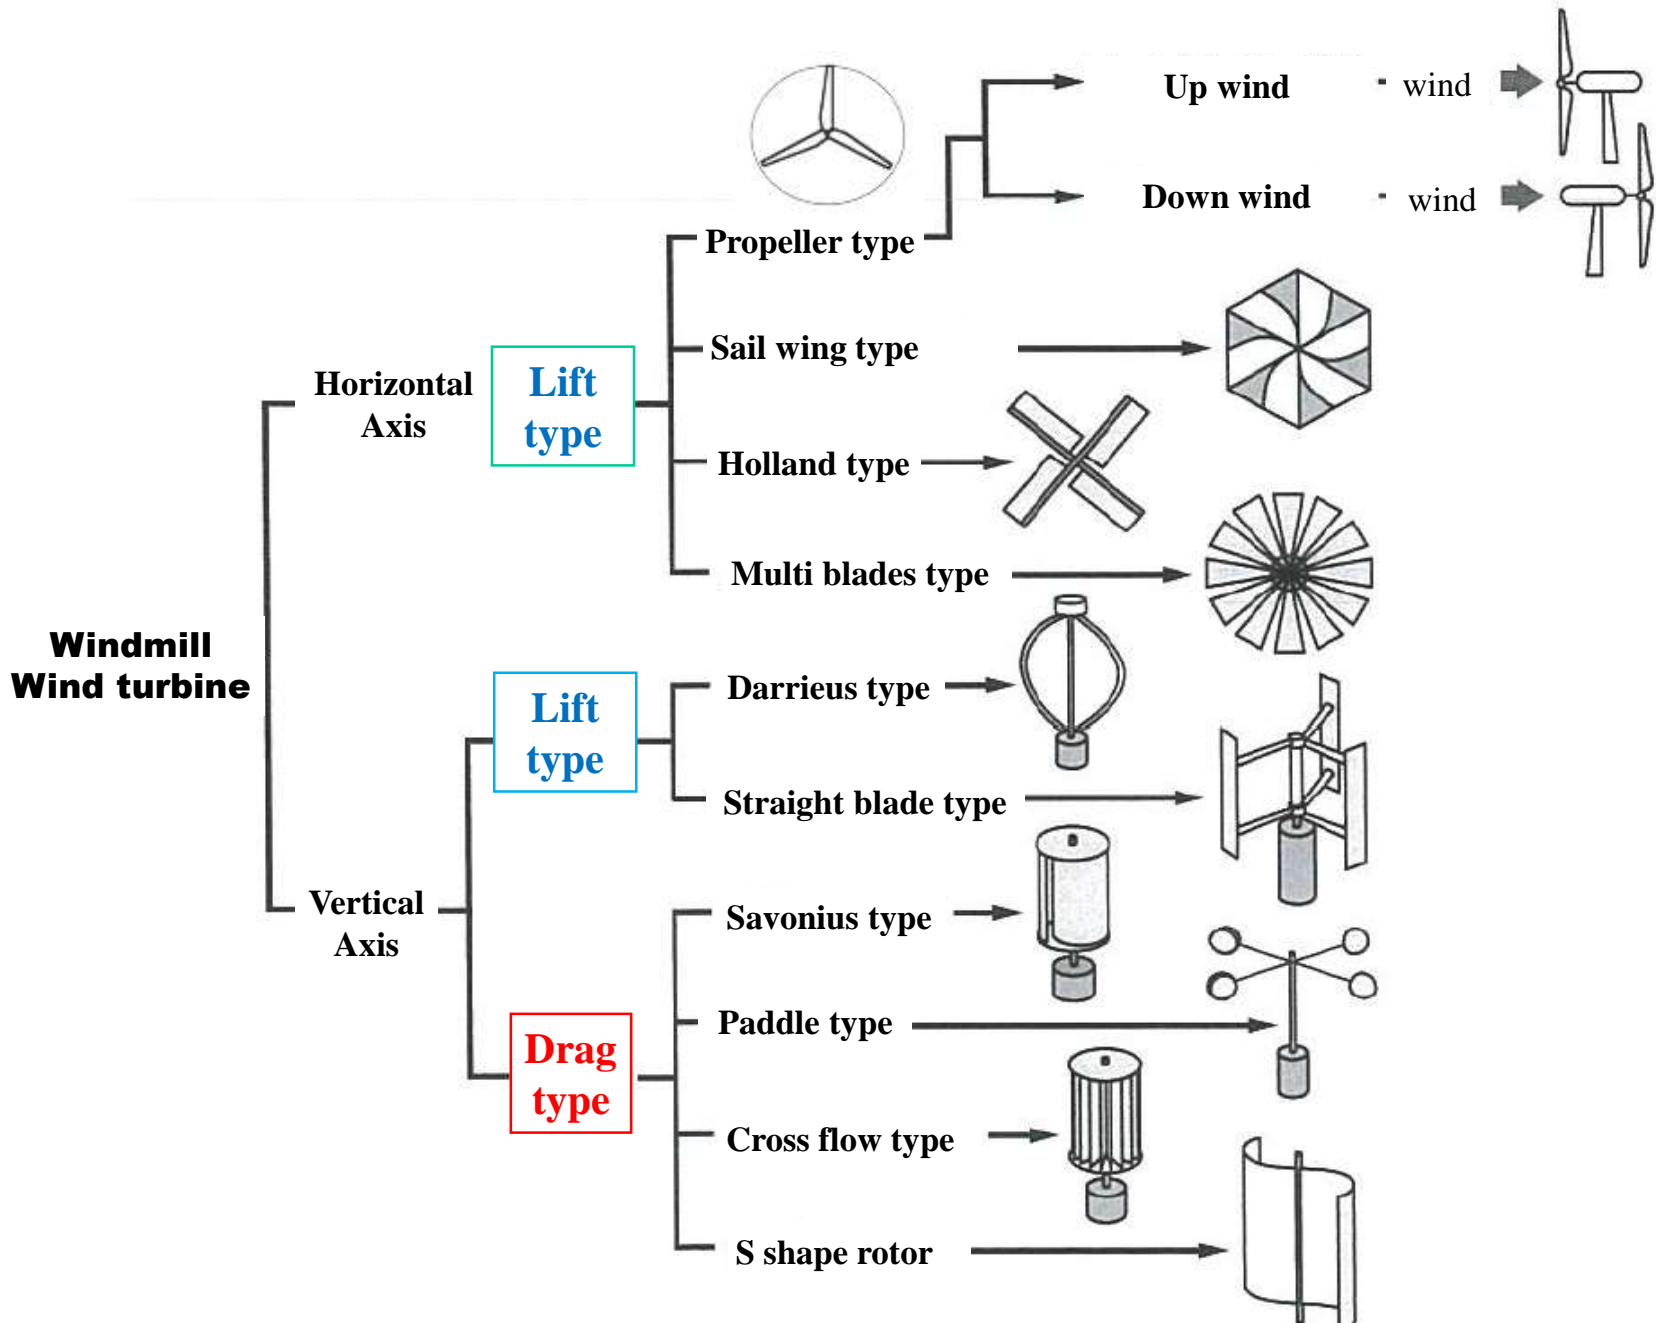 Up wind
wind
Down wind
wind
Propeller type
Sail wing type
Horizontal
Axis
Lift
type
Holland type
Multi blades type
Windmill
Wind turbine
Lift
type
Darrieus type
Straight blade type
Vertical
Axis
Savonius type
Paddle type
Drag
type
Cross flow type
S shape rotor